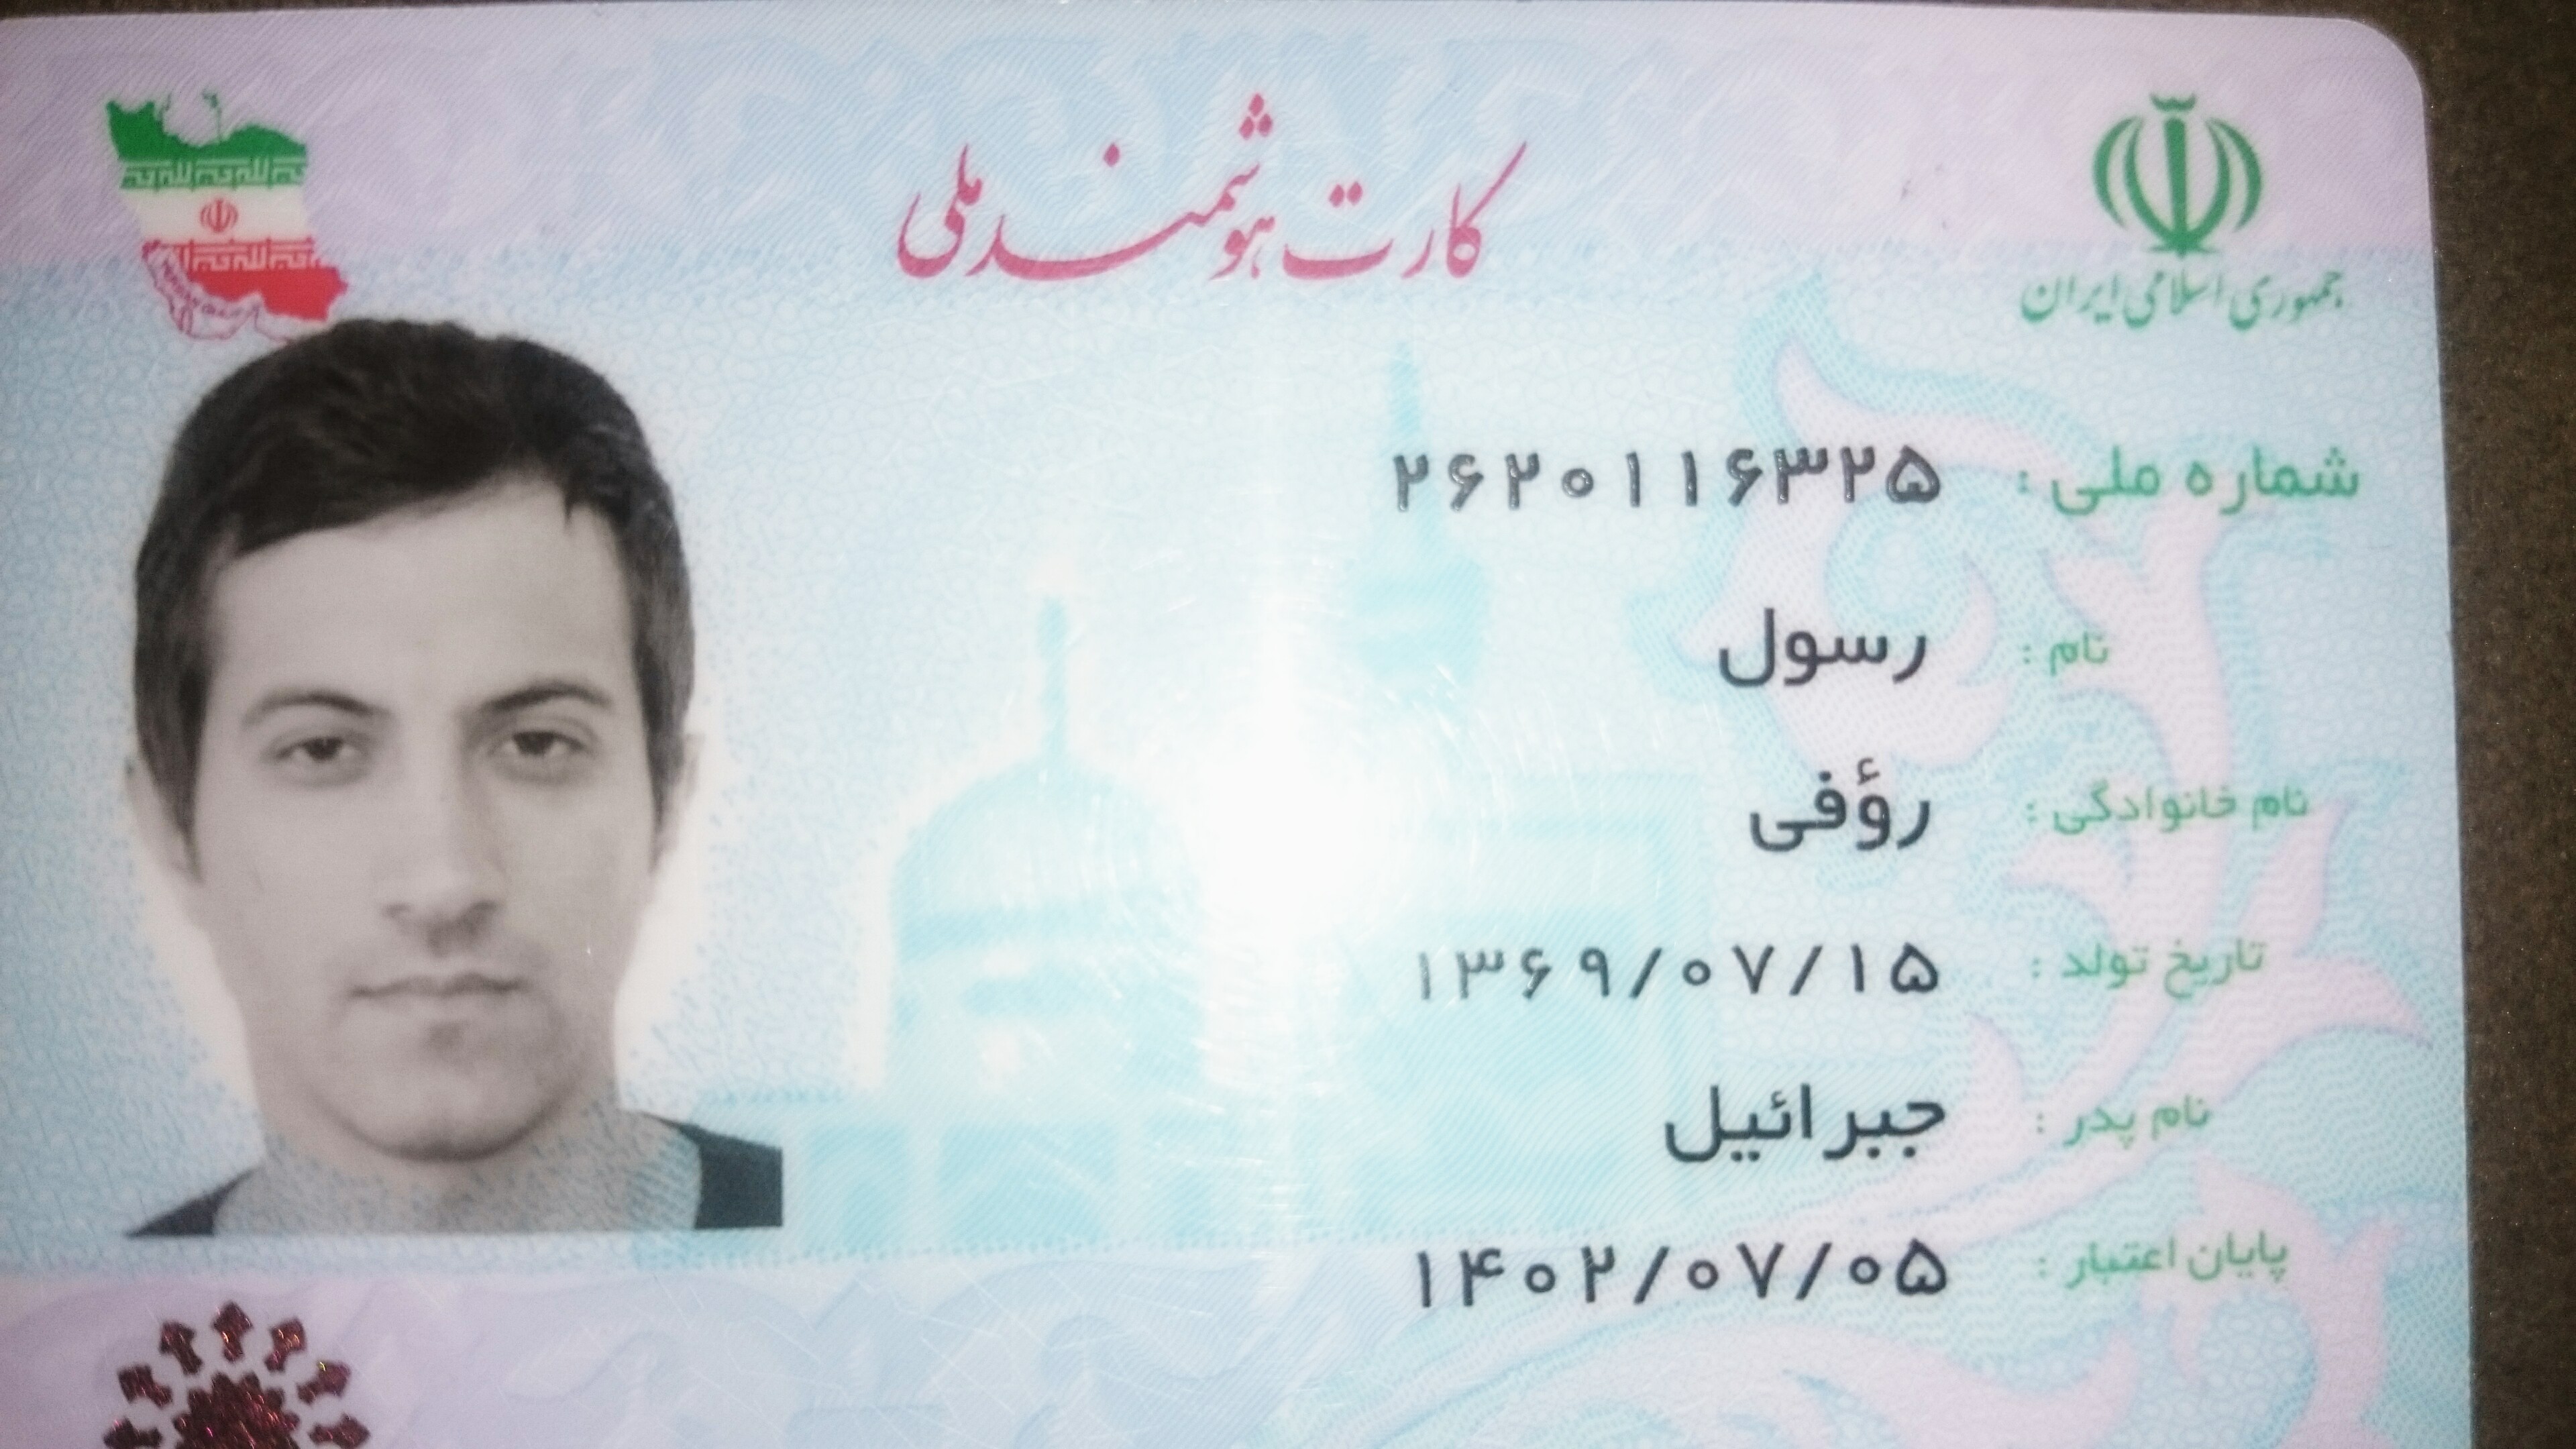 کارت هوشمند ملی
جمهوری اسلامی ایران
شماره ملی : ۲۶۲۰۱۱۶۳۲۵
نام : رسول
نام خانوادگی : رؤفی
تاریخ تولد : ۱۳۶۹/۰۷/۱۵
نام پدر : جبرائیل
پایان اعتبار : ۱۴۰۲/۰۷/۰۵